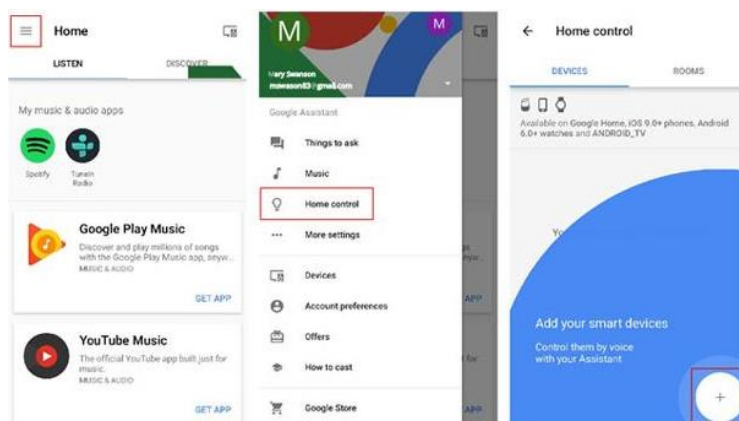 Home
LISTEN
DISCOVER
My music & audio apps
Spotify
TuneIn
Radio
Google Play Music
Discover and play millions of songs
with the Google Play Music app, anyw...
MUSIC & AUDIO
GET APP
YouTube Music
The official YouTube app built just for
music.
MUSIC & AUDIO
GET APP
M
M
Mary Swanson
Google Assistant
Things to ask
Music
Home control
More settings
Devices
Account preferences
Offers
How to cast
Google Store
APP
APP
Home control
DEVICES
ROOMS
Available on Google Home, iOS 9.0+ phones, Android
6.0+ watches and ANDROID_TV
Add your smart devices
Control them by voice
with your Assistant